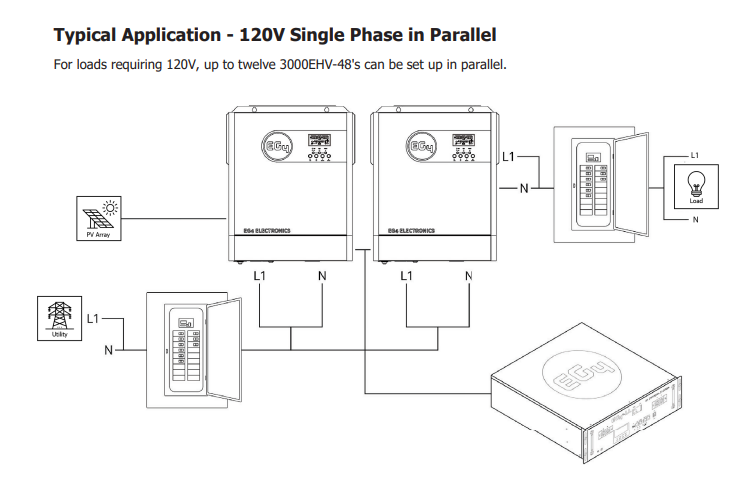 Typical Application - 120V Single Phase in Parallel
For loads requiring 120V, up to twelve 3000EHV-48's can be set up in parallel.
EG4
EG4
L1
N
L1
Load
N
PV Array
EG4 ELECTRONICS
EG4 ELECTRONICS
L1
N
L1
N
Utility
L1
N
EG4